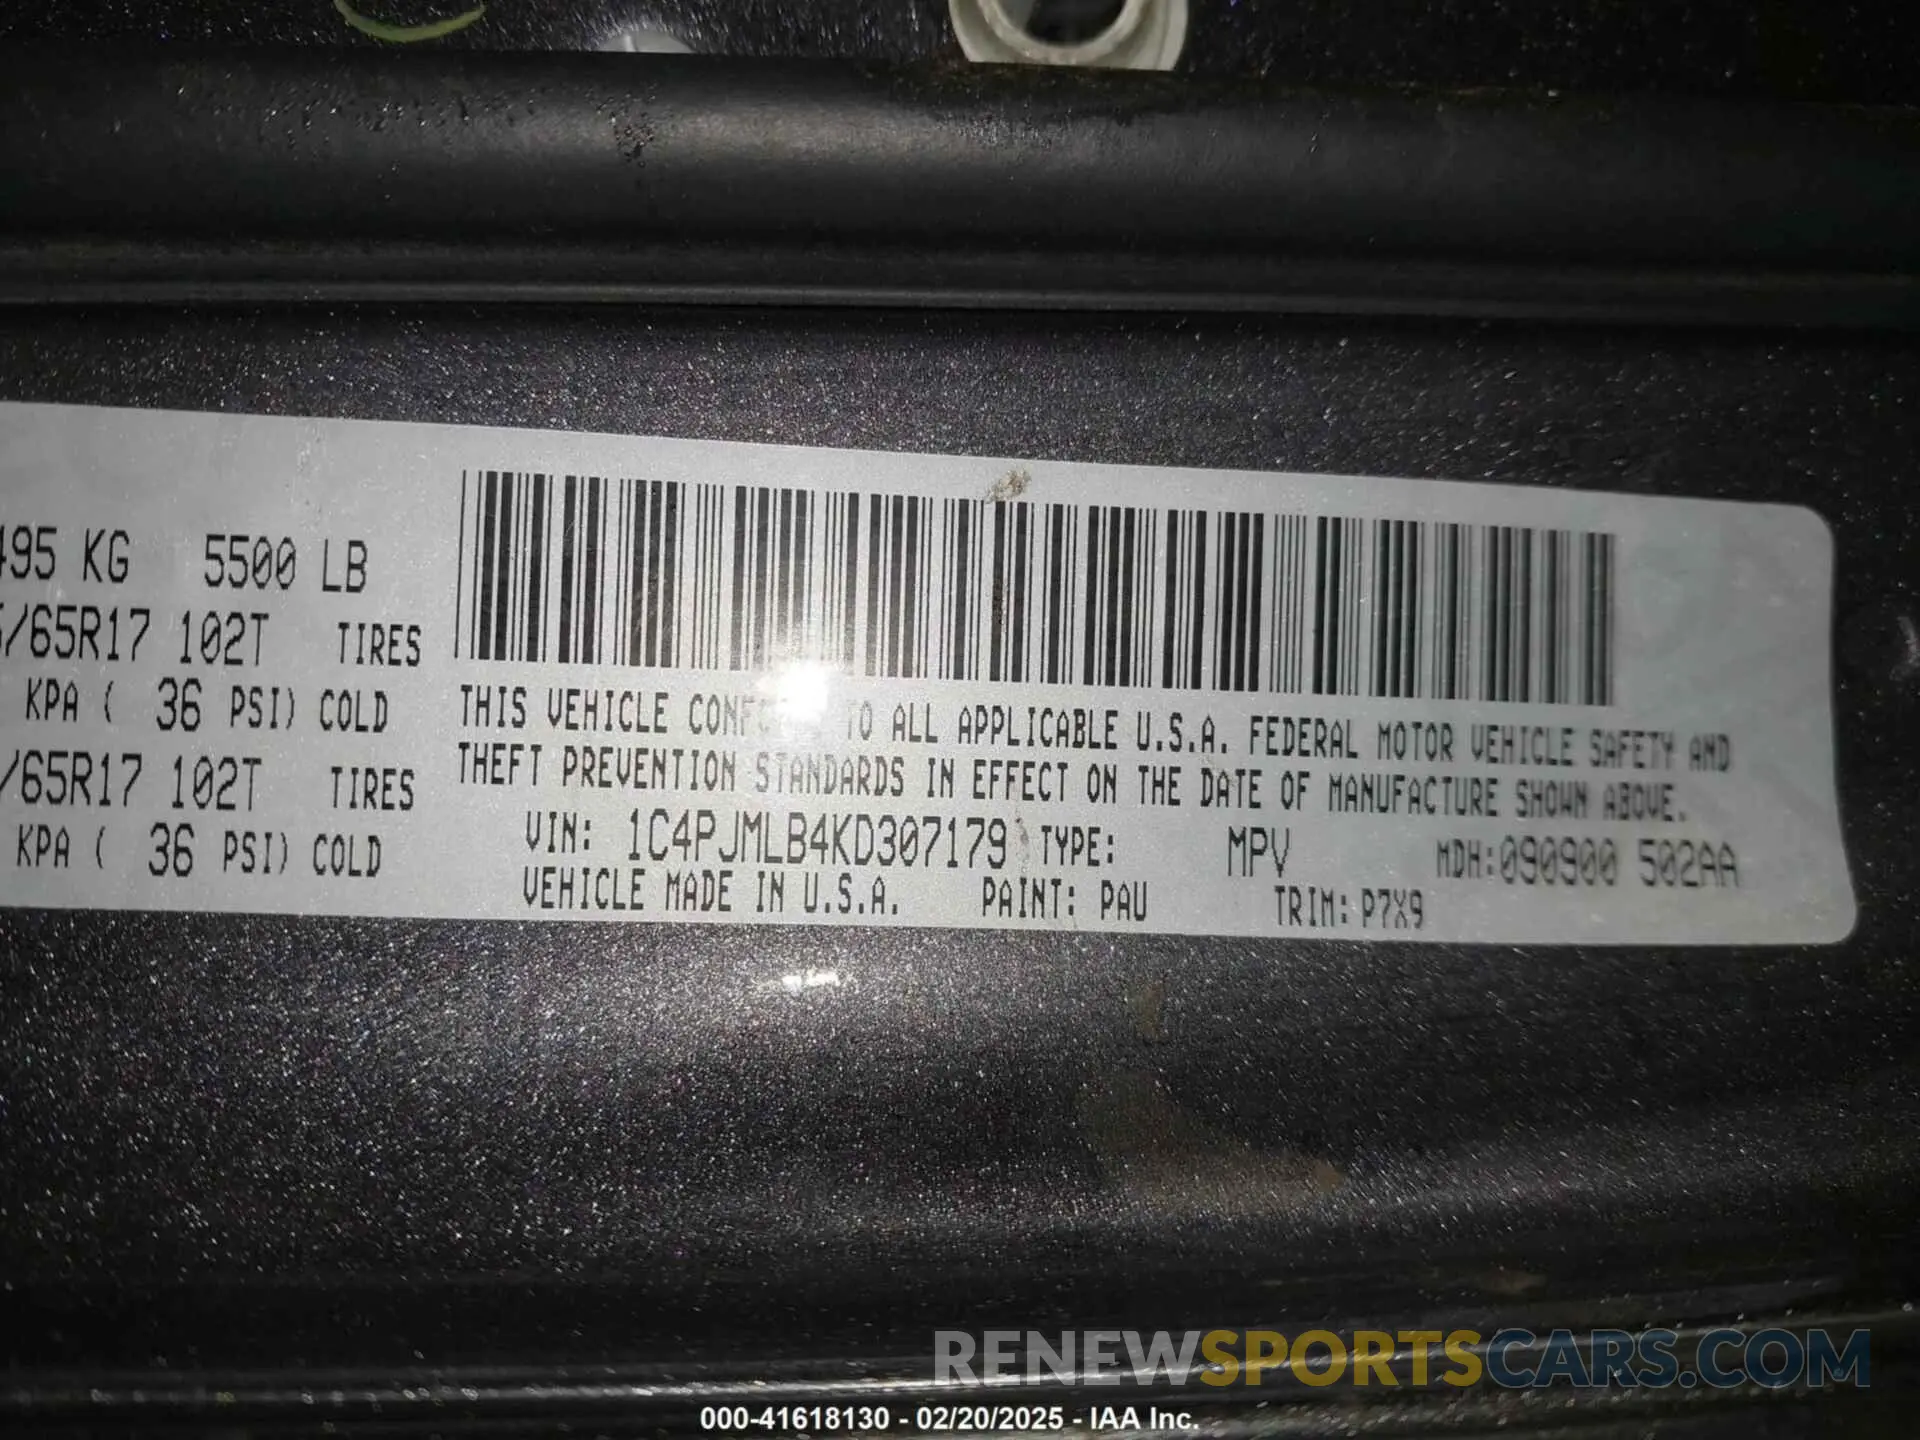 495 KG 5500 LB
/65R17 102T TIRES
KPA ( 36 PSI) COLD
/65R17 102T TIRES
KPA ( 36 PSI) COLD
THIS VEHICLE TO ALL APPLICABLE U.S.A. FEDERAL MOTOR VEHICLE SAFETY AND
THEFT PREVENTION STANDARDS IN EFFECT ON THE DATE OF MANUFACTURE SHOWN ABOVE.
VIN: 1C4PJMLB4KD307179 TYPE: MPV MDH:090900 502AA
VEHICLE MADE IN U.S.A. PAINT: PAU TRIM: P7X9
RENEWSPORTSCARS.COM
000-41618130 - 02/20/2025 - IAA Inc.